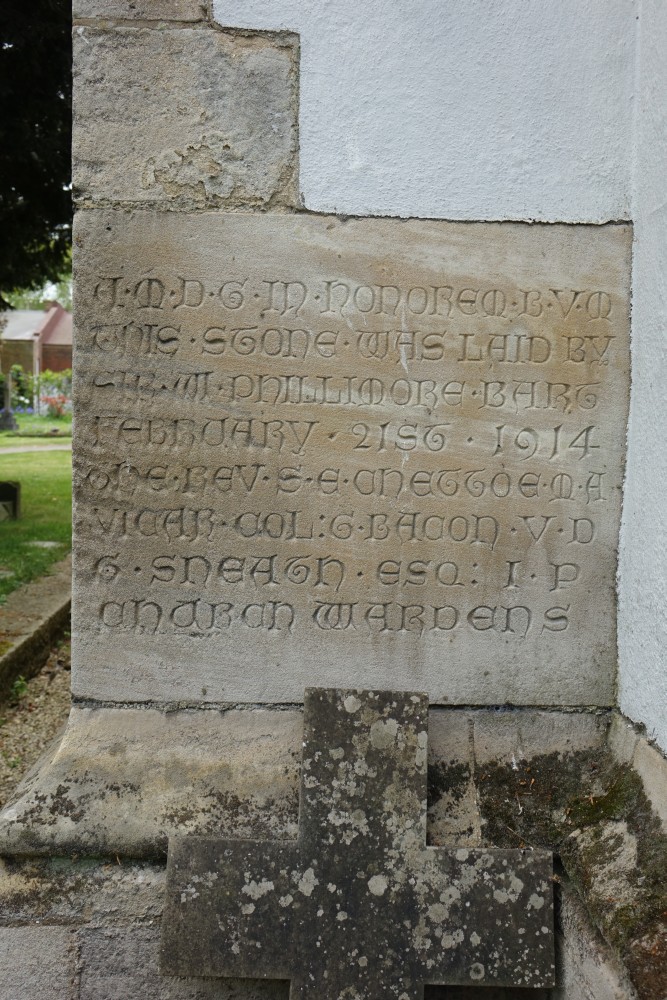 A·M·D·G·IN·HONOREM·B·V·M
THIS·STONE·WAS·LAID BY
SIR·W·PHILLIMORE·BART
FEBRUARY·21ST·1914
THE·REV·S·E·CHETTOE·M·A
VICAR·COL:G·BACON·V·D
G·SNEATH·ESQ:·J·P
CHURCH WARDENS